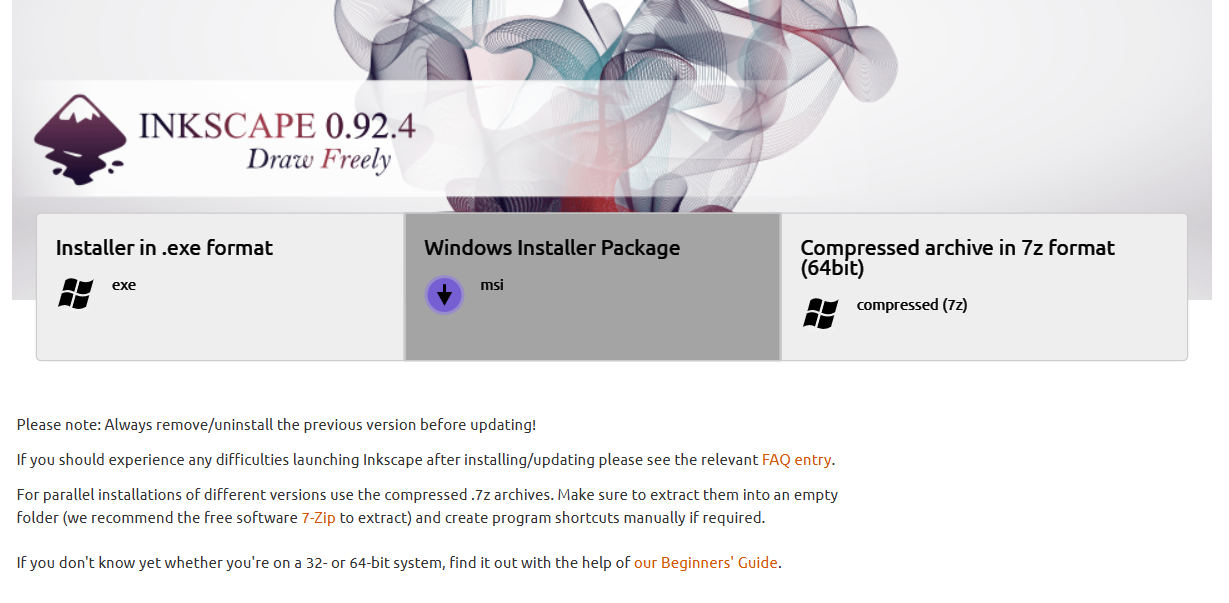 INKSCAPE 0.92.4
Draw Freely
Installer in .exe format
exe
Windows Installer Package
msi
Compressed archive in 7z format
(64bit)
compressed (7z)
Please note: Always remove/uninstall the previous version before updating!
If you should experience any difficulties launching Inkscape after installing/updating please see the relevant FAQ entry.
For parallel installations of different versions use the compressed .7z archives. Make sure to extract them into an empty
folder (we recommend the free software 7-Zip to extract) and create program shortcuts manually if required.
If you don't know yet whether you're on a 32- or 64-bit system, find it out with the help of our Beginners' Guide.